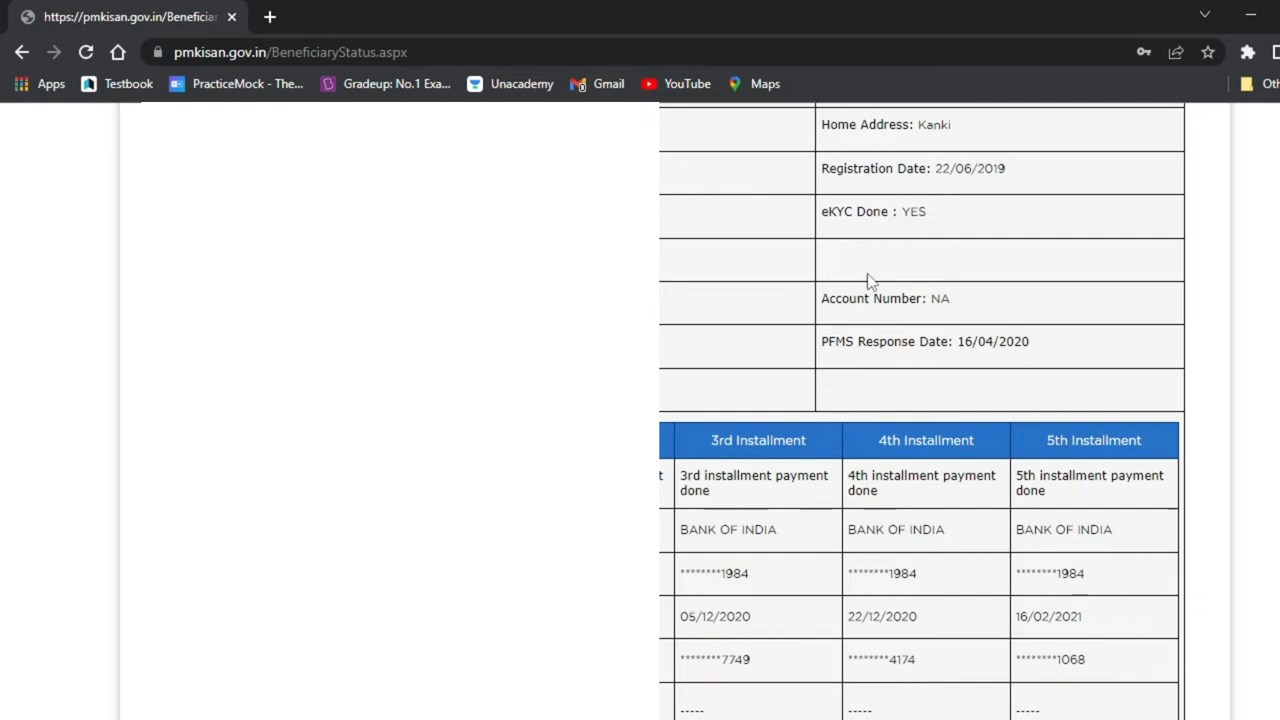 https://pmkisan.gov.in/Beneficiar
pmkisan.gov.in/BeneficiaryStatus.aspx
Apps Testbook PracticeMock - The... Gradeup: No.1 Exa... Unacademy Gmail YouTube Maps Oth
Home Address: Kanki
Registration Date: 22/06/2019
eKYC Done : YES
Account Number: NA
PFMS Response Date: 16/04/2020
3rd Installment 4th Installment 5th Installment
t 3rd installment payment 4th installment payment 5th installment payment
done done done
BANK OF INDIA BANK OF INDIA BANK OF INDIA
********1984 ********1984 ********1984
05/12/2020 22/12/2020 16/02/2021
********7749 ********4174 ********1068
----- ----- -----